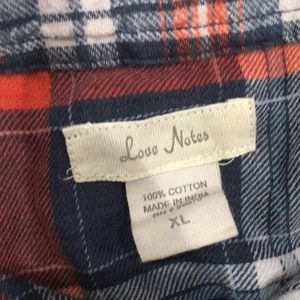 Love Notes
100% COTTON
MADE IN INDIA
XL